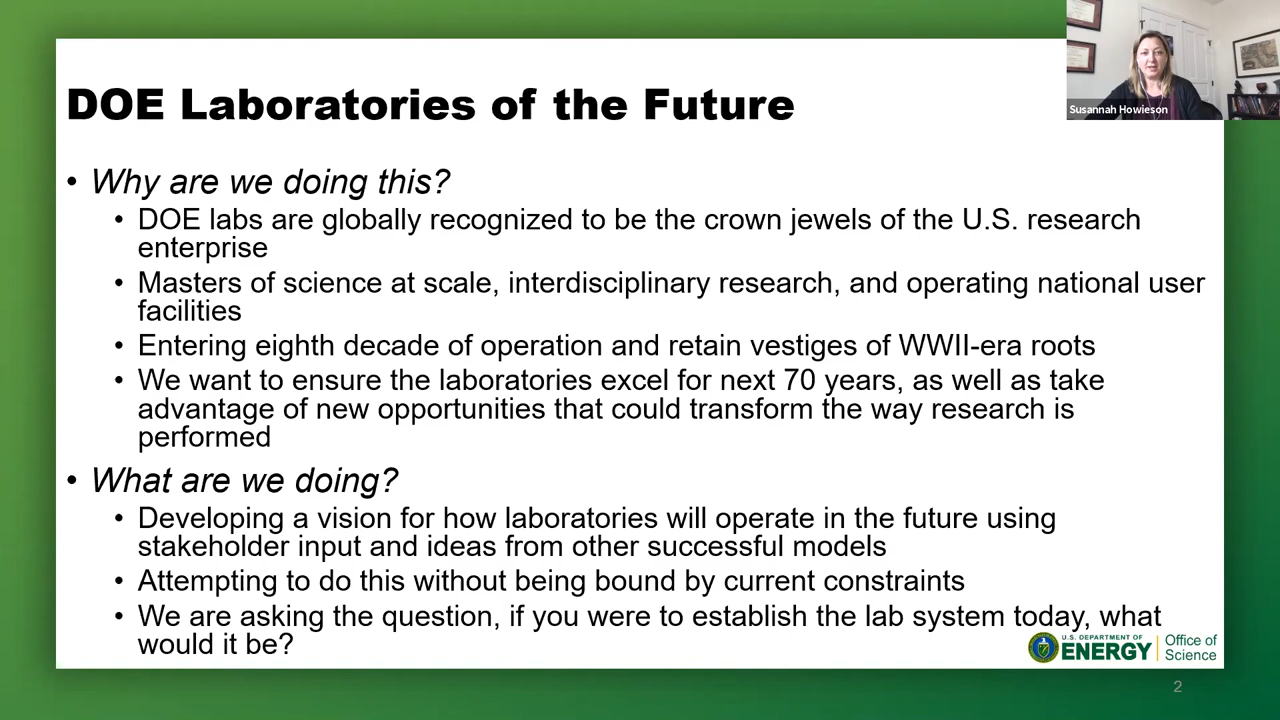 Susannah Howieson
DOE Laboratories of the Future
• Why are we doing this?
• DOE labs are globally recognized to be the crown jewels of the U.S. research
enterprise
• Masters of science at scale, interdisciplinary research, and operating national user
facilities
• Entering eighth decade of operation and retain vestiges of WWII-era roots
• We want to ensure the laboratories excel for next 70 years, as well as take
advantage of new opportunities that could transform the way research is
performed
• What are we doing?
• Developing a vision for how laboratories will operate in the future using
stakeholder input and ideas from other successful models
• Attempting to do this without being bound by current constraints
• We are asking the question, if you were to establish the lab system today, what
would it be?
U.S. DEPARTMENT OF
ENERGY
Office of
Science
2